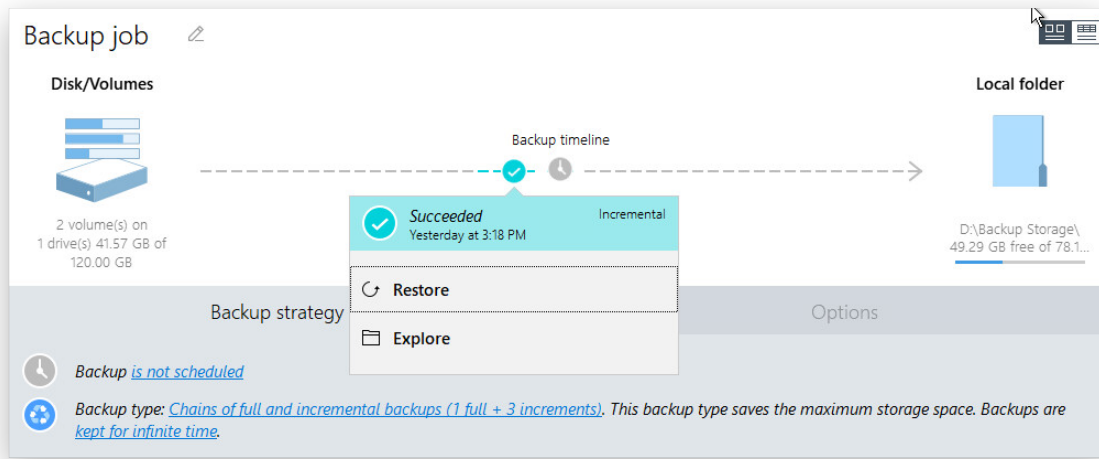 Backup job
Disk/Volumes
Local folder
Backup timeline
Succeeded
Incremental
Yesterday at 3:18 PM
2 volume(s) on
1 drive(s) 41.57 GB of
120.00 GB
D:\Backup Storage\
49.29 GB free of 78.1...
Restore
Explore
Backup strategy
Options
Backup is not scheduled
Backup type: Chains of full and incremental backups (1 full + 3 increments). This backup type saves the maximum storage space. Backups are
kept for infinite time.